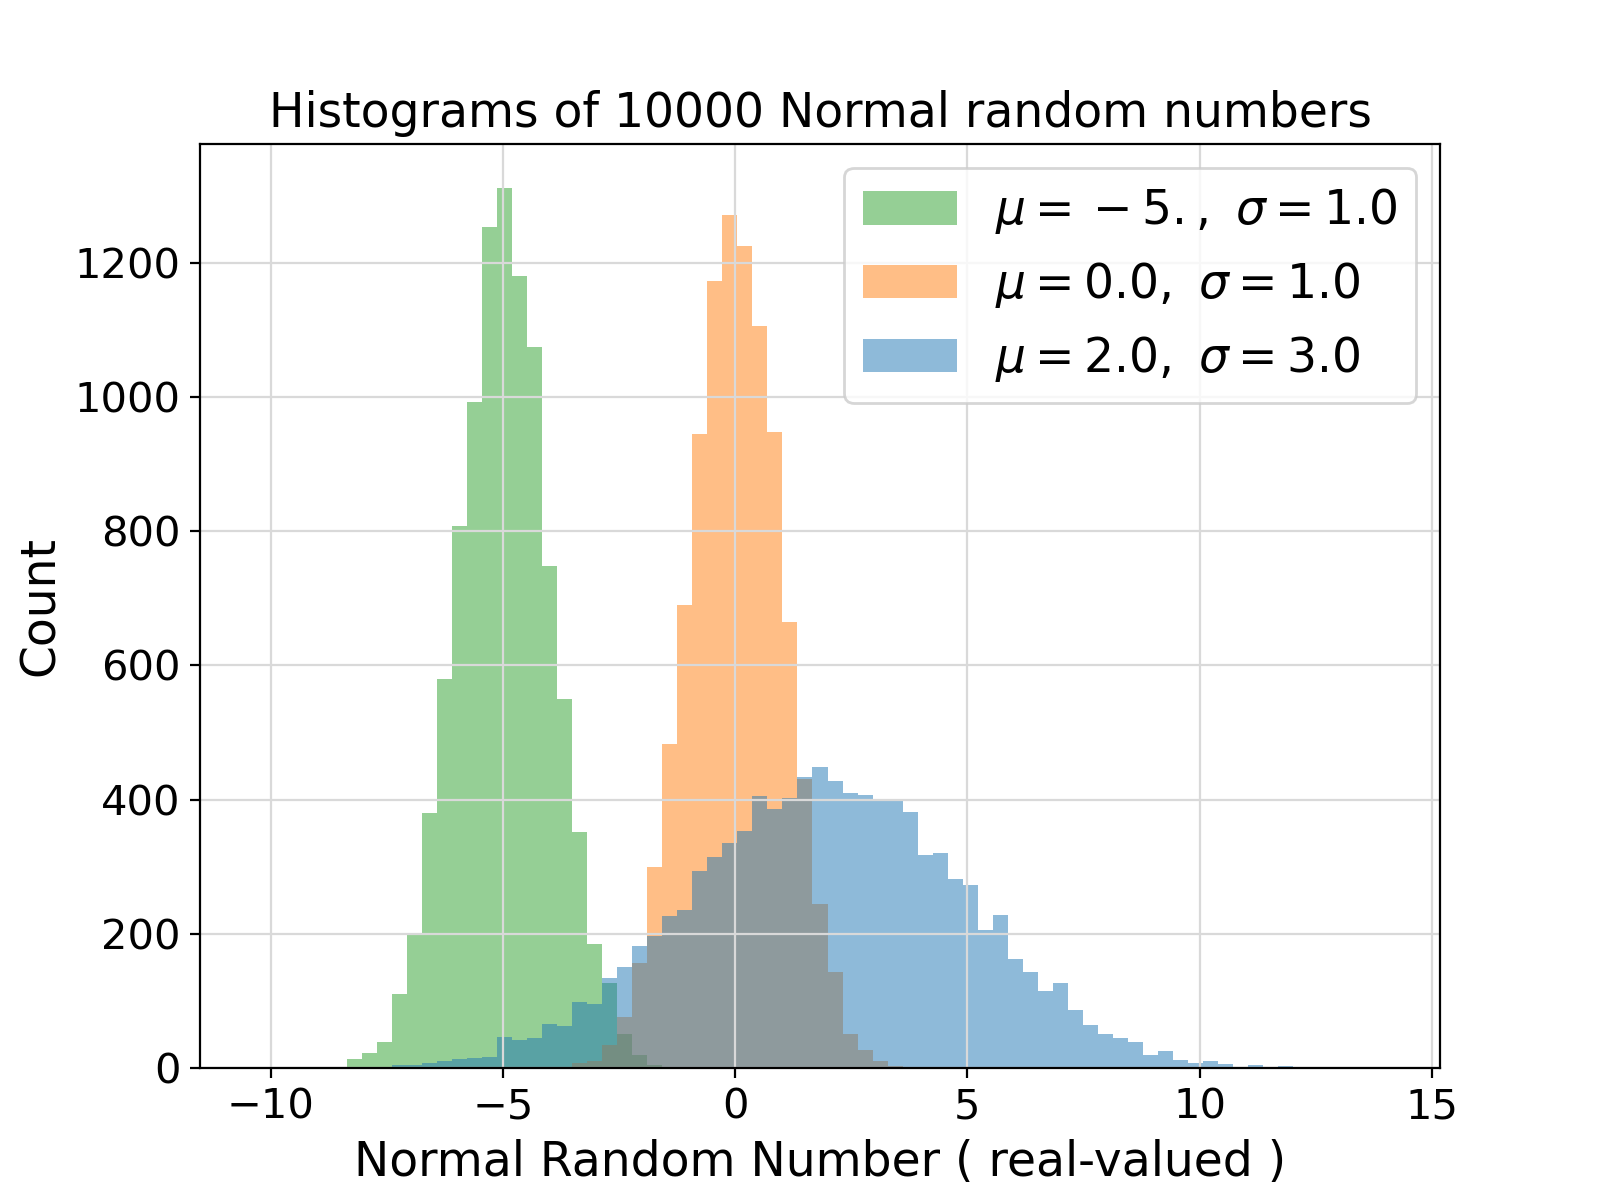 Histograms of 10000 Normal random numbers
μ = − 5. , σ = 1.0
μ = 0.0, σ = 1.0
μ = 2.0, σ = 3.0
1200
1000
800
600
400
200
0
Count
−10 −5 0 5 10 15
Normal Random Number ( real-valued )